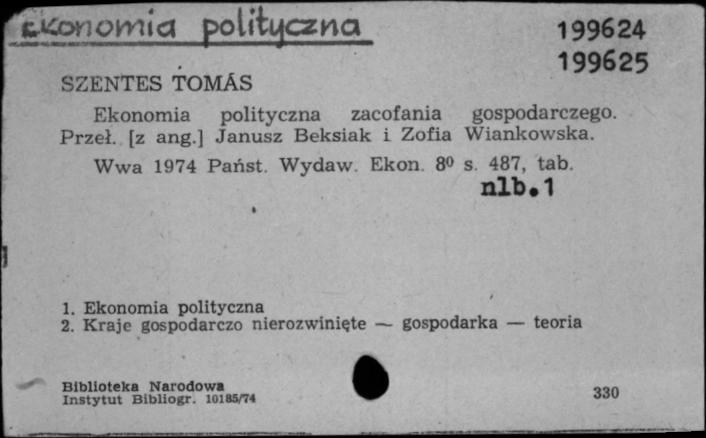 Ekonomia polityczna
199624
199625
SZENTES TOMÁS
Ekonomia polityczna zacofania gospodarczego.
Przeł. [z ang.] Janusz Beksiak i Zofia Wiankowska.
Wwa 1974 Państ. Wydaw. Ekon. 8⁰ s. 487, tab.
nlb.1
1. Ekonomia polityczna
2. Kraje gospodarczo nierozwinięte — gospodarka — teoria
Biblioteka Narodowa
Instytut Bibliogr. 10185/74
330